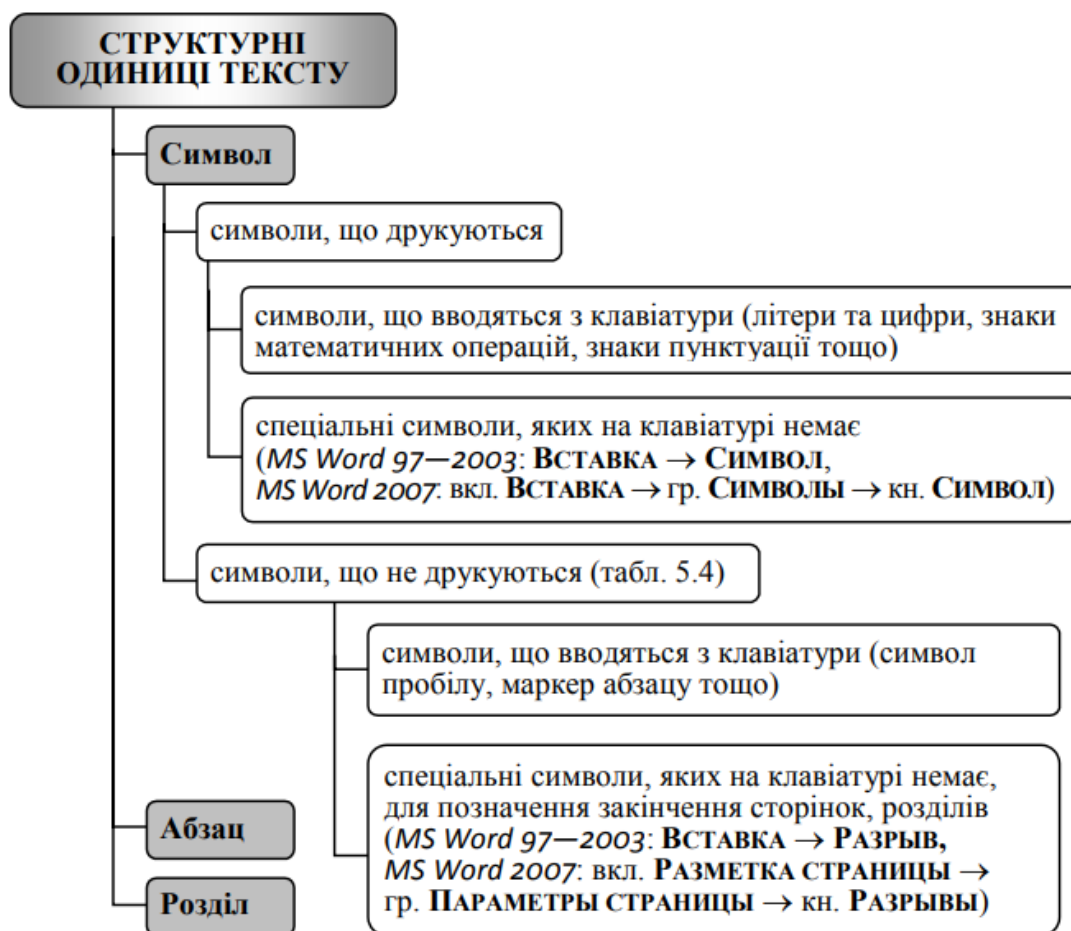 СТРУКТУРНІ
ОДИНИЦІ ТЕКСТУ
Символ
символи, що друкуються
символи, що вводяться з клавіатури (літери та цифри, знаки
математичних операцій, знаки пунктуації тощо)
спеціальні символи, яких на клавіатурі немає
(MS Word 97—2003: ВСТАВКА → СИМВОЛ,
MS Word 2007: вкл. ВСТАВКА → гр. СИМВОЛЫ → кн. СИМВОЛ)
символи, що не друкуються (табл. 5.4)
символи, що вводяться з клавіатури (символ
пробілу, маркер абзацу тощо)
спеціальні символи, яких на клавіатурі немає,
для позначення закінчення сторінок, розділів
(MS Word 97—2003: ВСТАВКА → РАЗРЫВ,
MS Word 2007: вкл. РАЗМЕТКА СТРАНИЦЫ →
гр. ПАРАМЕТРЫ СТРАНИЦЫ → кн. РАЗРЫВЫ)
Абзац
Розділ